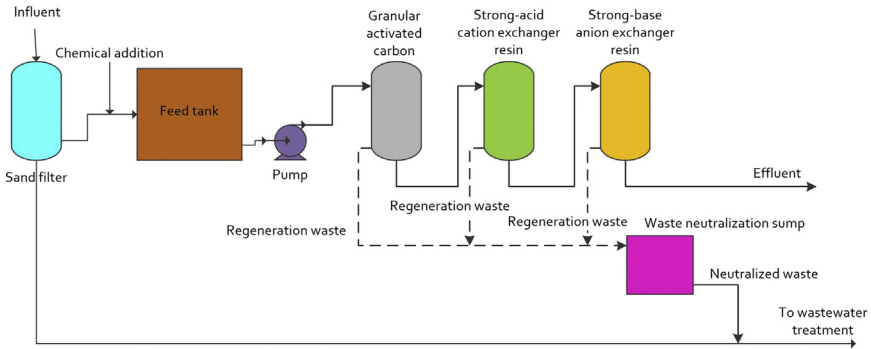 Influent
Granular
activated
carbon
Strong-acid
cation exchanger
resin
Strong-base
anion exchanger
resin
Chemical addition
Feed tank
Sand filter
Pump
Effluent
Regeneration waste
Regeneration waste
Regeneration waste
Waste neutralization sump
Neutralized waste
To wastewater
treatment